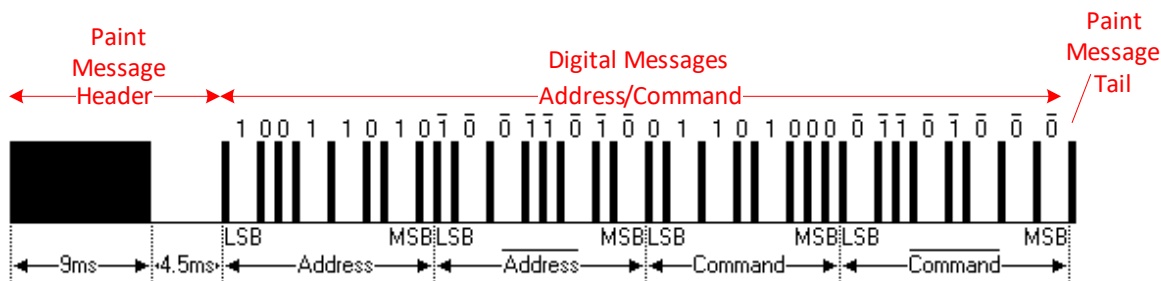 Paint
Message
Header
Digital Messages
Address/Command
Paint
Message
Tail
1 0 0 1 1 0 1 0 1̅ 0̅ 0̅ 1̅ 1̅ 0̅ 1̅ 0̅ 0 1 1 0 1 0 0 0 0̅ 1̅ 1̅ 0̅ 1̅ 0̅ 0̅ 0̅
LSB MSB LSB MSB LSB MSB LSB MSB
9ms 4.5ms Address A̅d̅d̅r̅e̅s̅s̅ Command C̅o̅m̅m̅a̅n̅d̅